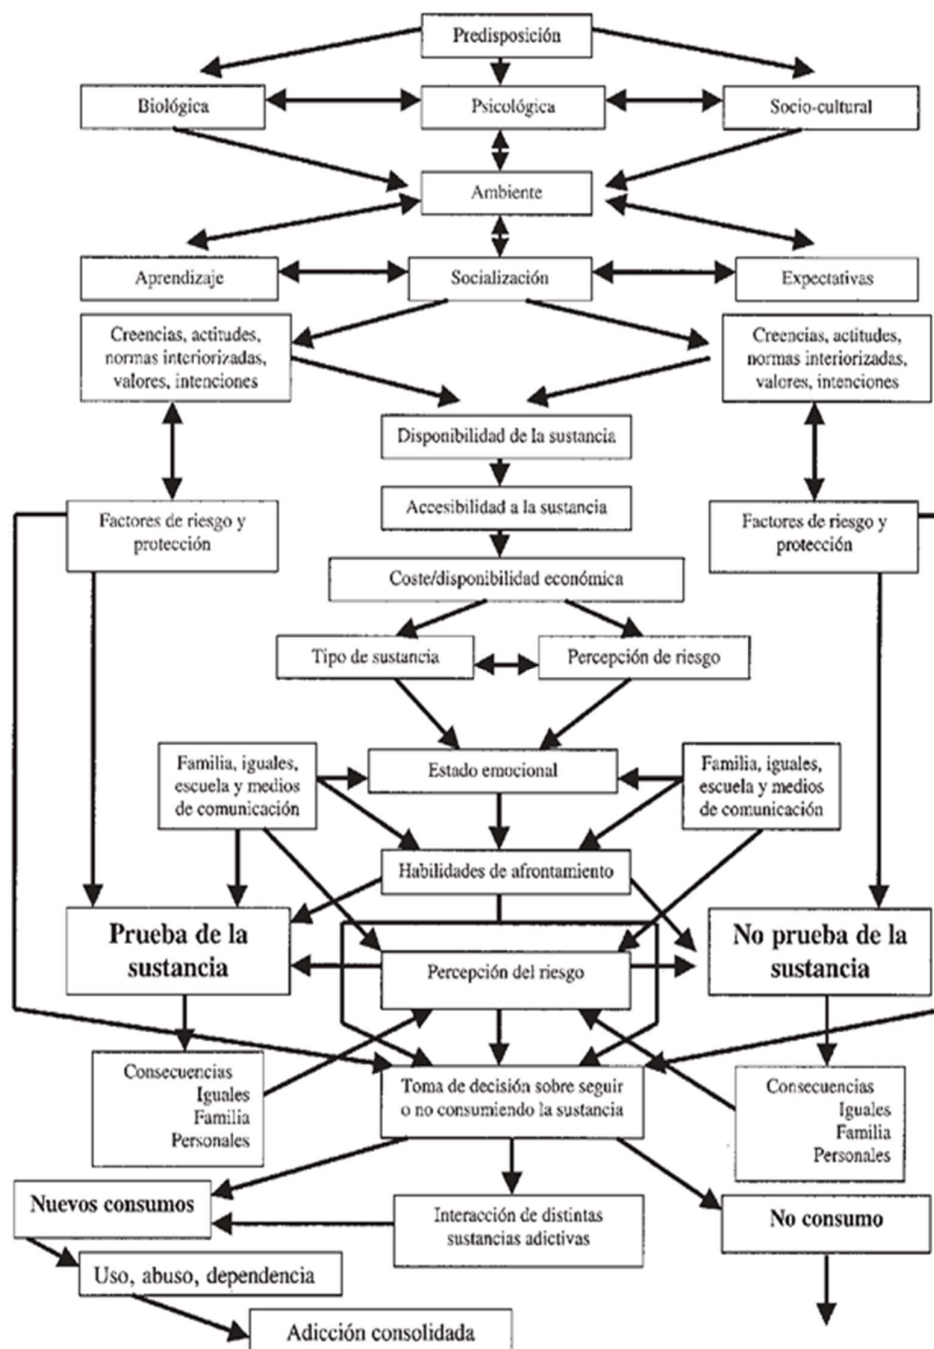 Predisposición
Biológica
Psicológica
Socio-cultural
Ambiente
Aprendizaje
Socialización
Expectativas
Creencias, actitudes,
normas interiorizadas,
valores, intenciones
Creencias, actitudes,
normas interiorizadas,
valores, intenciones
Disponibilidad de la sustancia
Accesibilidad a la sustancia
Factores de riesgo y
protección
Factores de riesgo y
protección
Coste/disponibilidad económica
Tipo de sustancia
Percepción de riesgo
Familia, iguales,
escuela y medios
de comunicación
Estado emocional
Familia, iguales,
escuela y medios
de comunicación
Habilidades de afrontamiento
Prueba de la
sustancia
Percepción del riesgo
No prueba de la
sustancia
Consecuencias
Iguales
Familia
Personales
Toma de decisión sobre seguir
o no consumiendo la sustancia
Consecuencias
Iguales
Familia
Personales
Nuevos consumos
Interacción de distintas
sustancias adictivas
No consumo
Uso, abuso, dependencia
Adicción consolidada